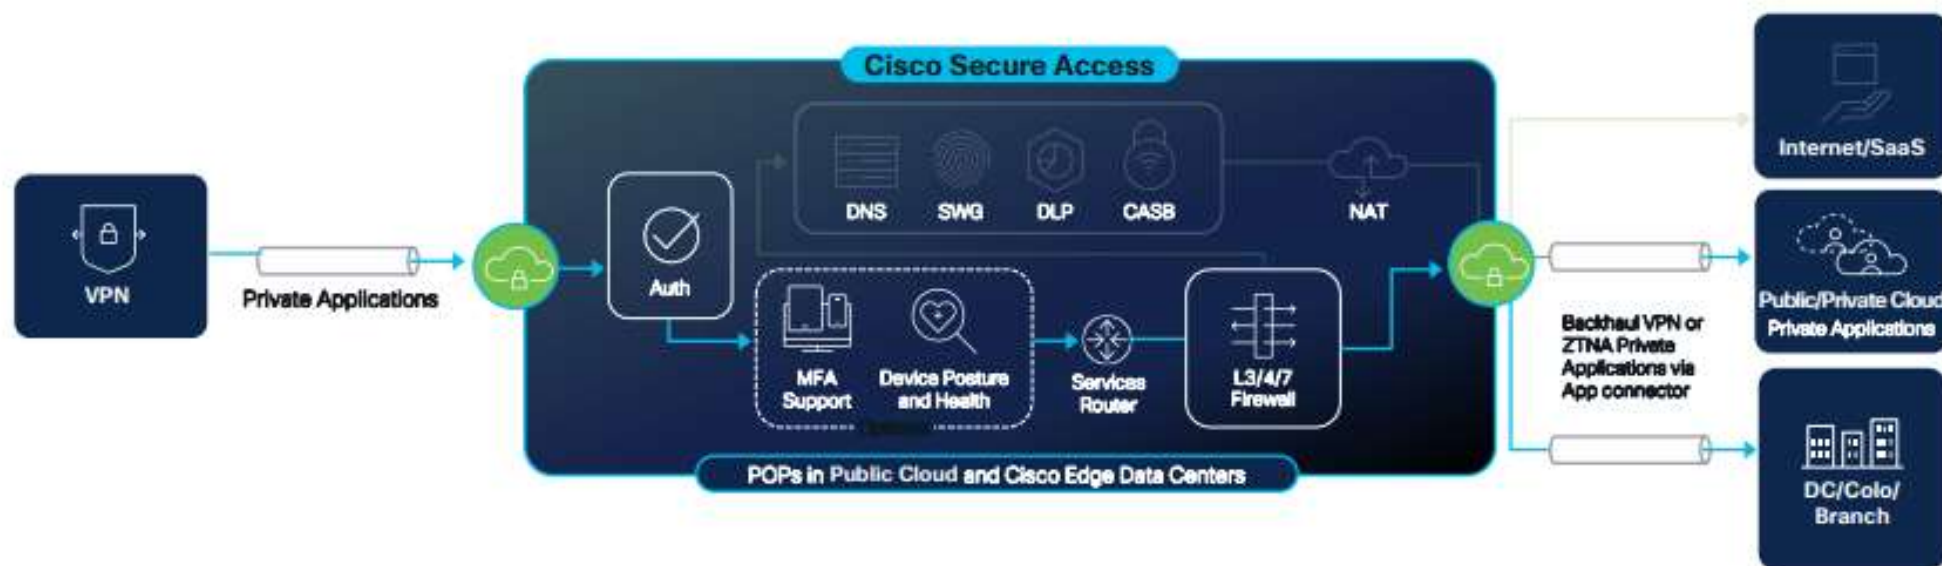 Cisco Secure Access
VPN
Private Applications
Auth
DNS
SWG
DLP
CASB
NAT
MFA
Support
Device Posture
and Health
Services
Router
L3/4/7
Firewall
POPs in Public Cloud and Cisco Edge Data Centers
Backhaul VPN or
ZTNA Private
Applications via
App connector
Internet/SaaS
Public/Private Cloud
Private Applications
DC/Colo/
Branch